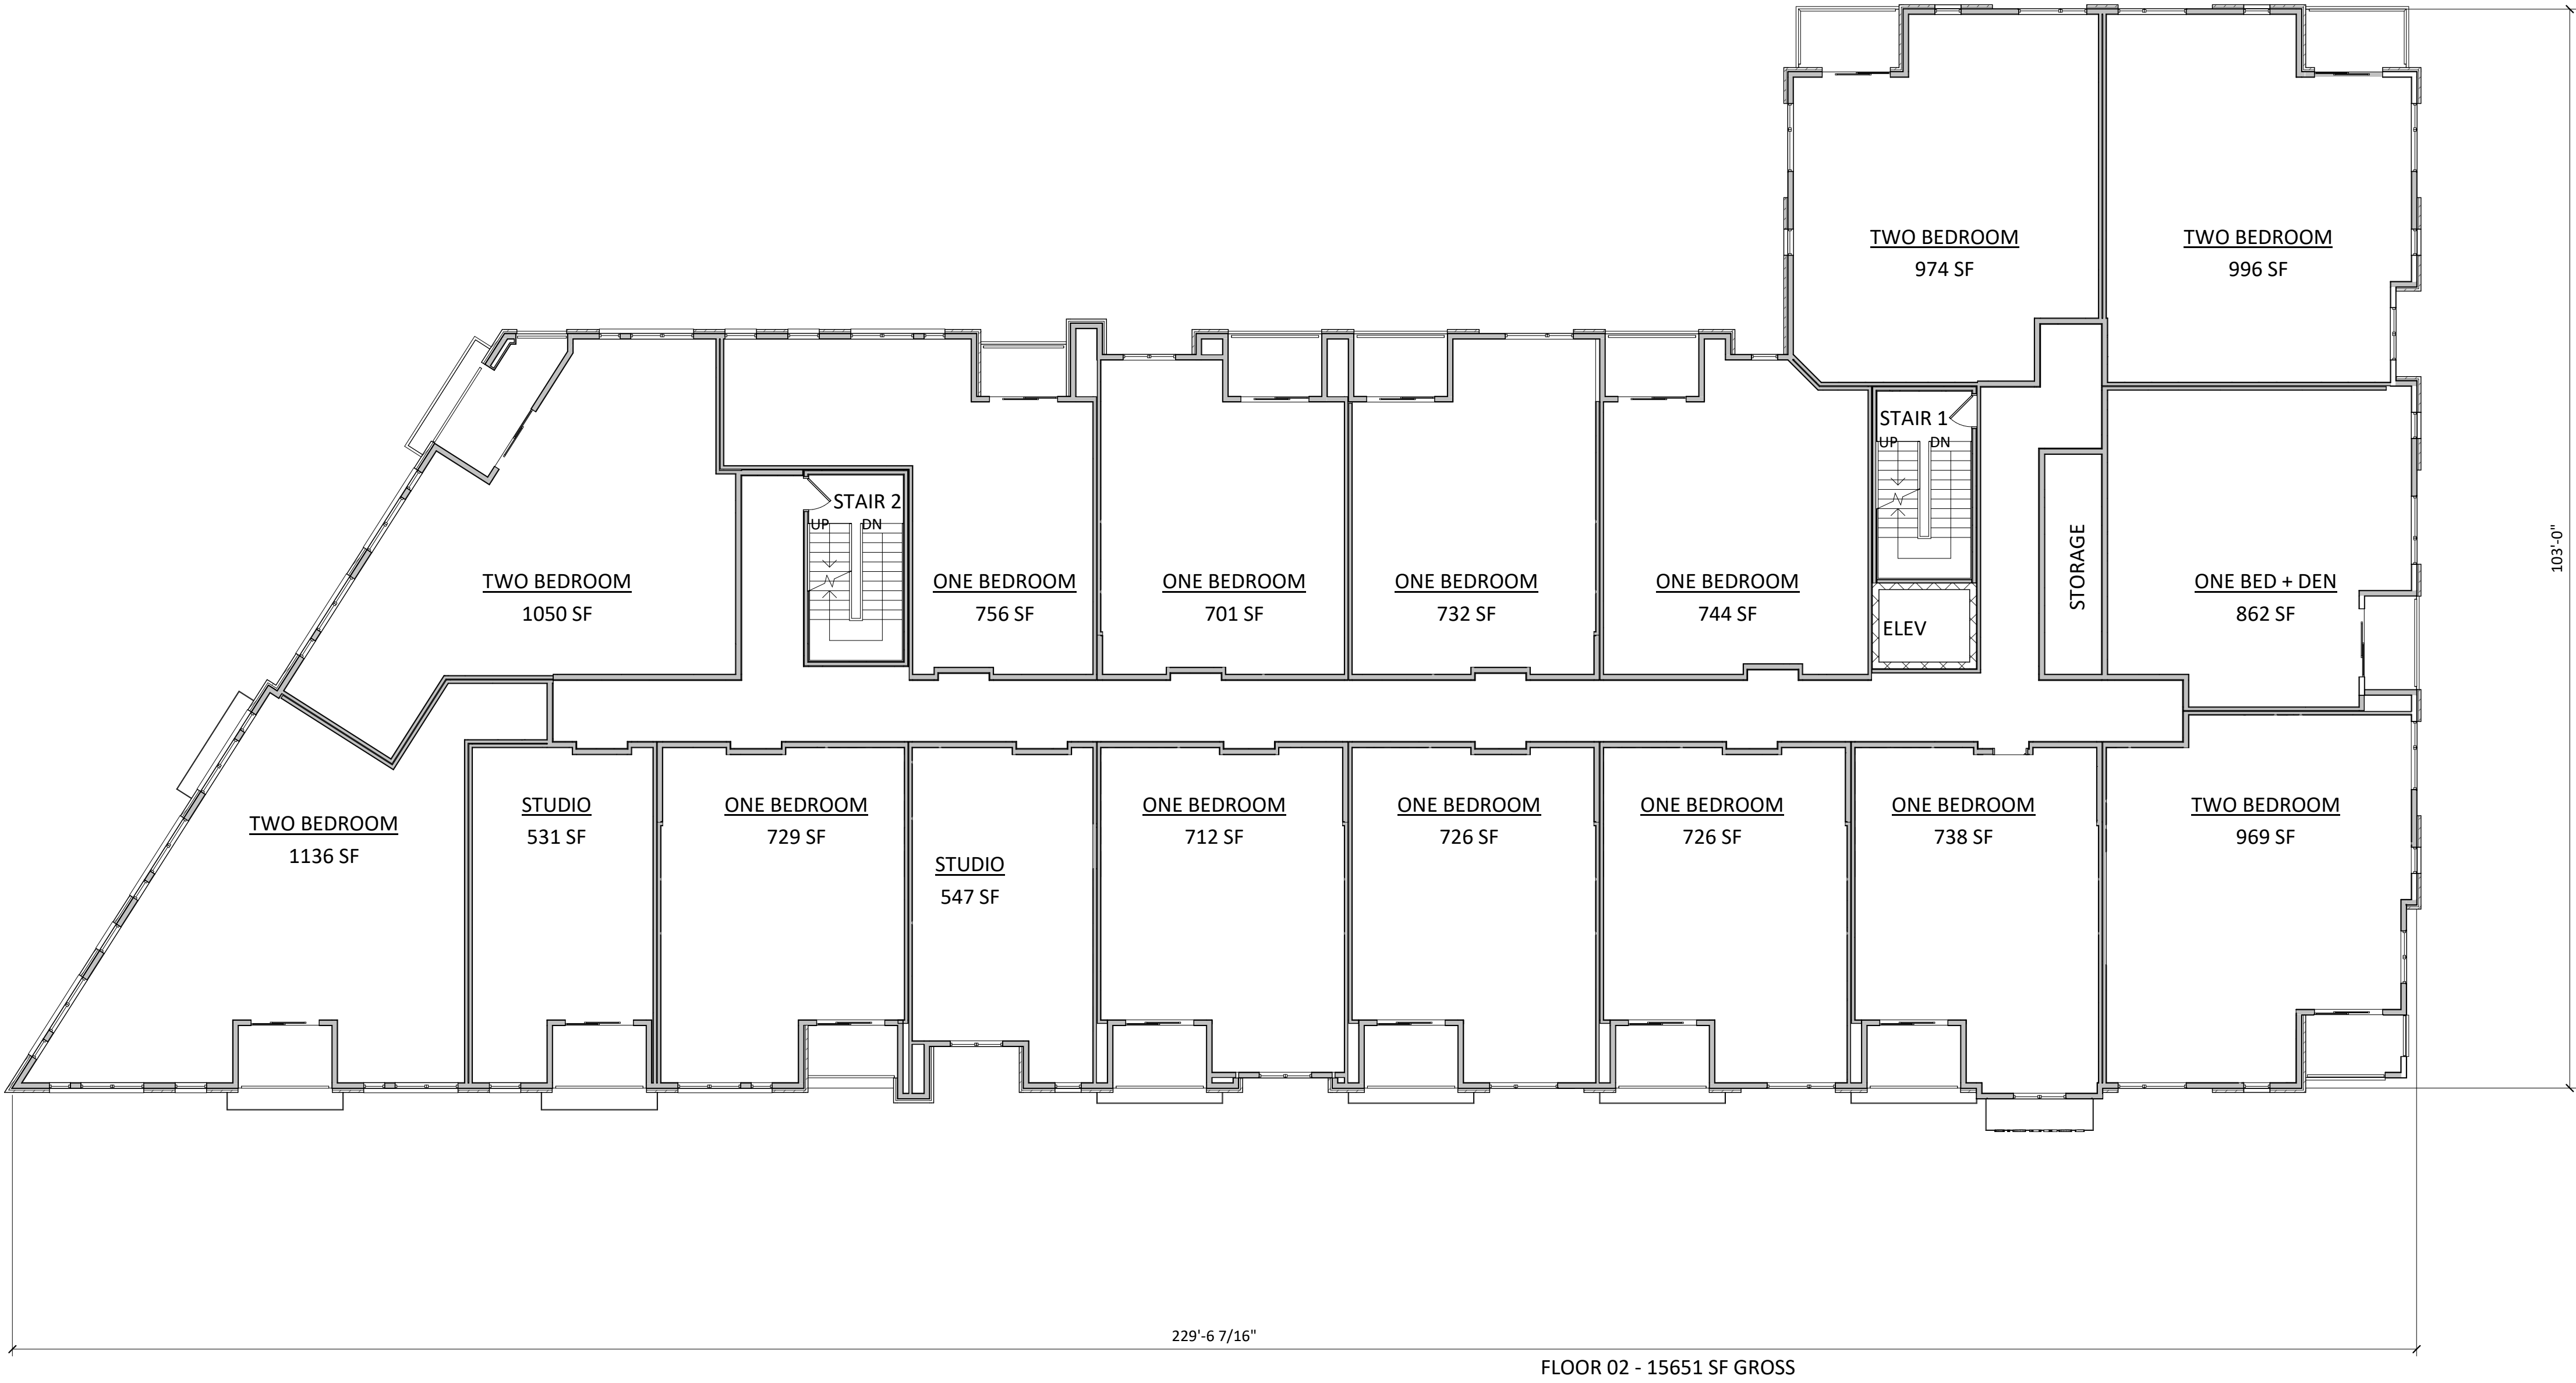 TWO BEDROOM
974 SF
TWO BEDROOM
996 SF
STAIR 1
UP DN
STAIR 2
UP DN
TWO BEDROOM
1050 SF
ONE BEDROOM
756 SF
ONE BEDROOM
701 SF
ONE BEDROOM
732 SF
ONE BEDROOM
744 SF
ELEV
STORAGE
ONE BED + DEN
862 SF
103'-0"
TWO BEDROOM
1136 SF
STUDIO
531 SF
ONE BEDROOM
729 SF
STUDIO
547 SF
ONE BEDROOM
712 SF
ONE BEDROOM
726 SF
ONE BEDROOM
726 SF
ONE BEDROOM
738 SF
TWO BEDROOM
969 SF
229'-6 7/16"
FLOOR 02 - 15651 SF GROSS